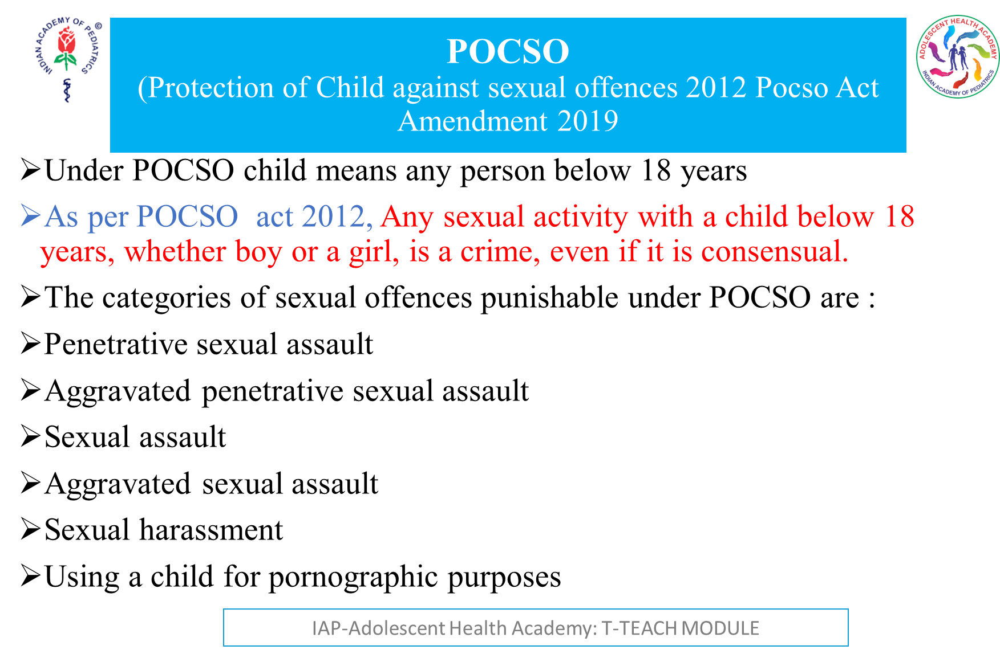 INDIAN ACADEMY OF PEDIATRICS ©
ADOLESCENT HEALTH ACADEMY
INDIAN ACADEMY OF PEDIATRICS
POCSO
(Protection of Child against sexual offences 2012 Pocso Act
Amendment 2019
➢Under POCSO child means any person below 18 years
➢As per POCSO act 2012, Any sexual activity with a child below 18
years, whether boy or a girl, is a crime, even if it is consensual.
➢The categories of sexual offences punishable under POCSO are :
➢Penetrative sexual assault
➢Aggravated penetrative sexual assault
➢Sexual assault
➢Aggravated sexual assault
➢Sexual harassment
➢Using a child for pornographic purposes
IAP-Adolescent Health Academy: T-TEACH MODULE